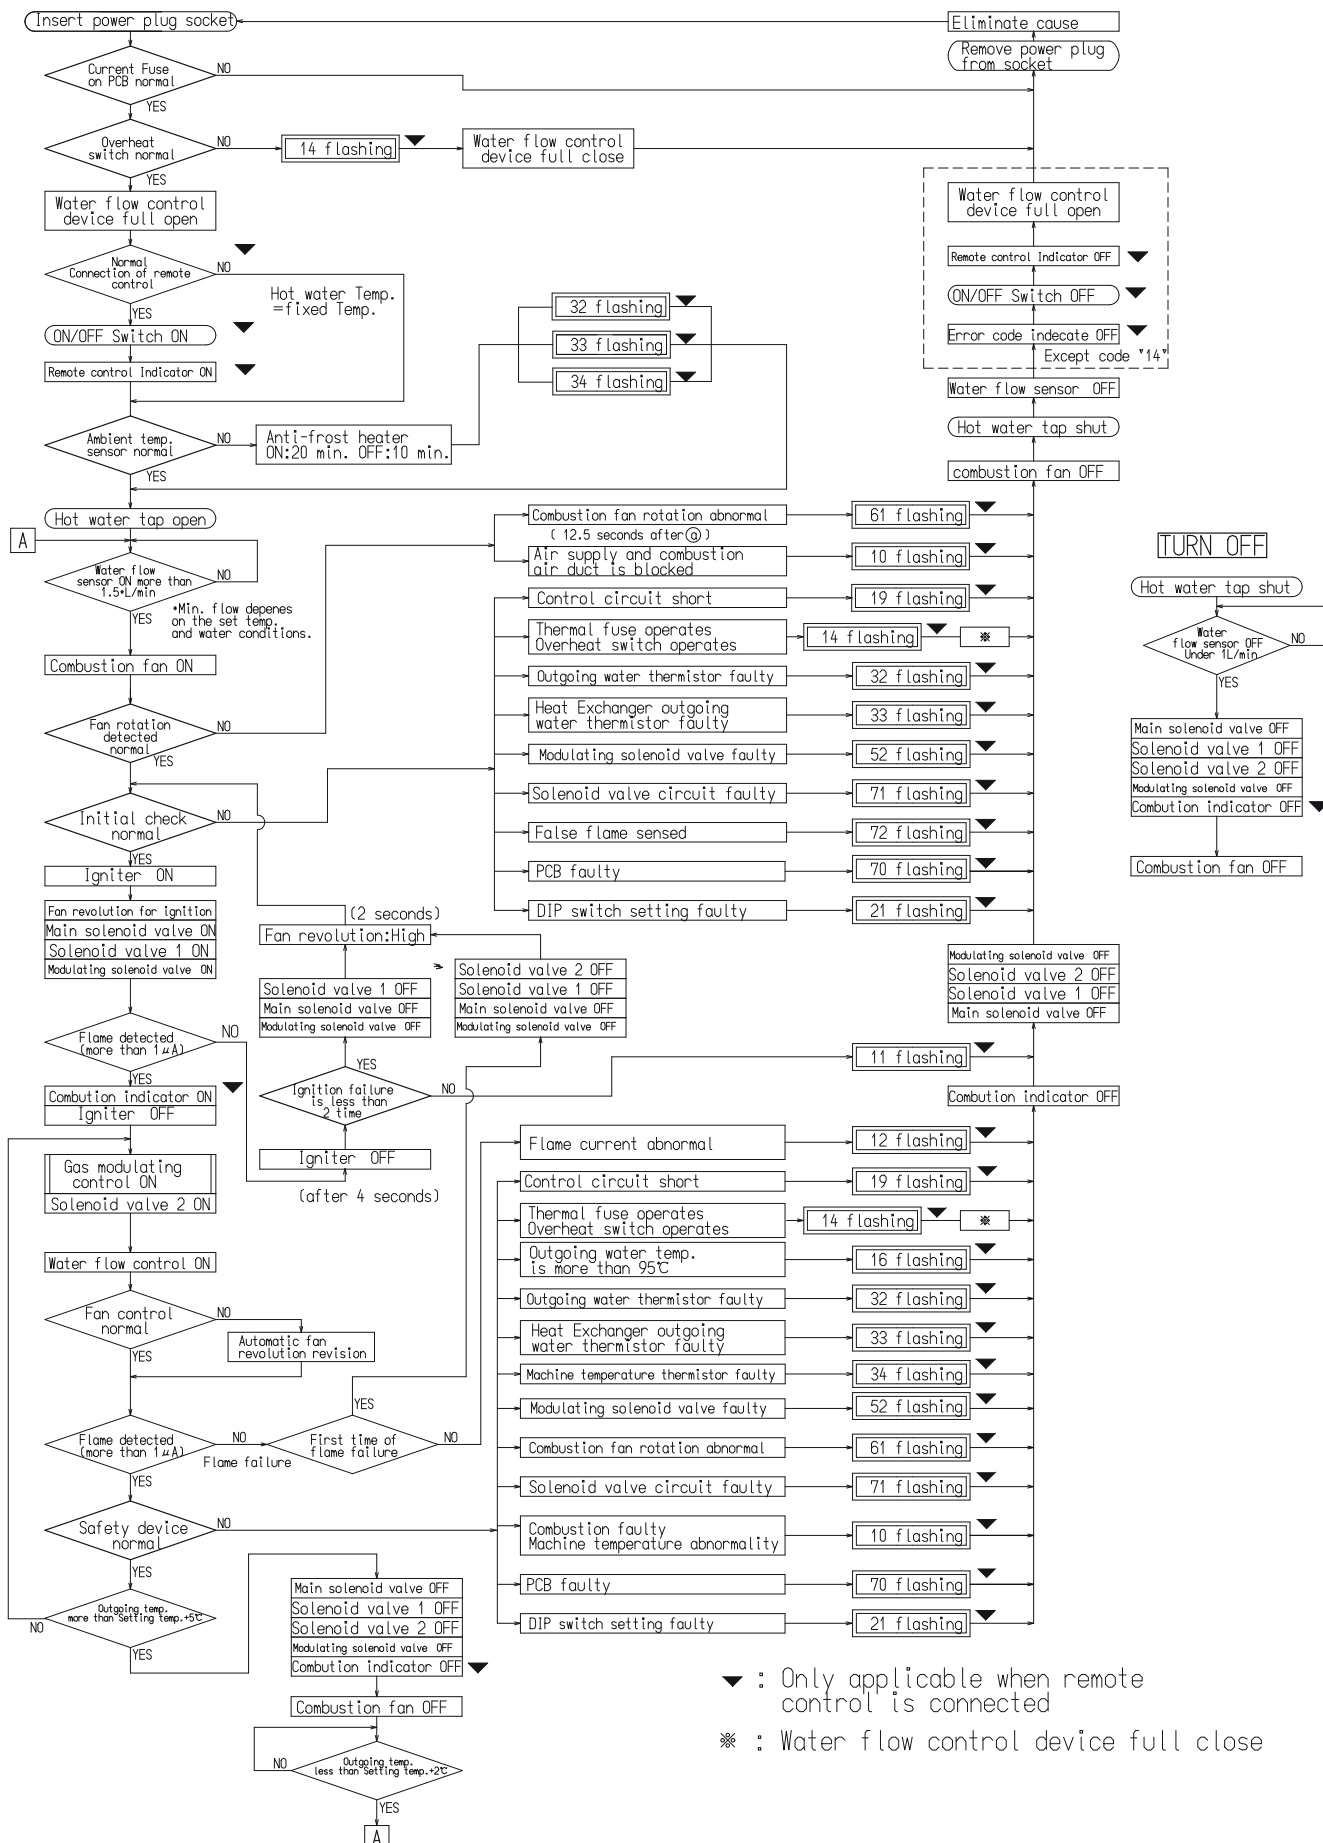 Insert power plug socket
Current Fuse
on PCB normal
NO
YES
Overheat
switch normal
NO
YES
14 flashing
Water flow control
device full close
Water flow control
device full open
Normal
Connection of remote
control
NO
YES
Hot water Temp.
=fixed Temp.
ON/OFF Switch ON
Remote control Indicator ON
Ambient temp.
sensor normal
NO
YES
Anti-frost heater
ON:20 min. OFF:10 min.
32 flashing
33 flashing
34 flashing
Hot water tap open
A
Water flow
sensor ON more than
1.5*L/min
NO
YES
*Min. flow depenes
on the set temp.
and water conditions.
Combustion fan ON
Fan rotation
detected
normal
NO
YES
Initial check
normal
NO
YES
Igniter ON
Fan revolution for ignition
Main solenoid valve ON
Solenoid valve 1 ON
Modulating solenoid valve ON
Flame detected
(more than 1μA)
NO
YES
Combution indicator ON
Igniter OFF
Gas modulating
control ON
Solenoid valve 2 ON
Water flow control ON
Fan control
normal
NO
YES
Automatic fan
revolution revision
Flame detected
(more than 1μA)
NO
Flame failure
YES
First time of
flame failure
YES
NO
Safety device
normal
NO
YES
Outgoing temp.
more than Setting temp.+5℃
NO
YES
(2 seconds)
Fan revolution:High
Solenoid valve 1 OFF
Main solenoid valve OFF
Modulating solenoid valve OFF
Solenoid valve 2 OFF
Solenoid valve 1 OFF
Main solenoid valve OFF
Modulating solenoid valve OFF
YES
Ignition failure
is less than
2 time
NO
Igniter OFF
(after 4 seconds)
Main solenoid valve OFF
Solenoid valve 1 OFF
Solenoid valve 2 OFF
Modulating solenoid valve OFF
Combution indicator OFF
Combustion fan OFF
Outgoing temp.
less than Setting temp.+2℃
NO
YES
A
Combustion fan rotation abnormal
61 flashing
( 12.5 seconds after ⓐ )
Air supply and combustion
air duct is blocked
10 flashing
Control circuit short
19 flashing
Thermal fuse operates
Overheat switch operates
14 flashing
※
Outgoing water thermistor faulty
32 flashing
Heat Exchanger outgoing
water thermistor faulty
33 flashing
Modulating solenoid valve faulty
52 flashing
Solenoid valve circuit faulty
71 flashing
False flame sensed
72 flashing
PCB faulty
70 flashing
DIP switch setting faulty
21 flashing
11 flashing
Flame current abnormal
12 flashing
Control circuit short
19 flashing
Thermal fuse operates
Overheat switch operates
14 flashing
※
Outgoing water temp.
is more than 95℃
16 flashing
Outgoing water thermistor faulty
32 flashing
Heat Exchanger outgoing
water thermistor faulty
33 flashing
Machine temperature thermistor faulty
34 flashing
Modulating solenoid valve faulty
52 flashing
Combustion fan rotation abnormal
61 flashing
Solenoid valve circuit faulty
71 flashing
Combustion faulty
Machine temperature abnormality
10 flashing
PCB faulty
70 flashing
DIP switch setting faulty
21 flashing
Eliminate cause
Remove power plug
from socket
Water flow control
device full open
Remote control Indicator OFF
ON/OFF Switch OFF
Error code indecate OFF
Except code "14"
Water flow sensor OFF
Hot water tap shut
combustion fan OFF
Modulating solenoid valve OFF
Solenoid valve 2 OFF
Solenoid valve 1 OFF
Main solenoid valve OFF
Combution indicator OFF
TURN OFF
Hot water tap shut
Water
flow sensor OFF
Under 1L/min
NO
YES
Main solenoid valve OFF
Solenoid valve 1 OFF
Solenoid valve 2 OFF
Modulating solenoid valve OFF
Combution indicator OFF
Combustion fan OFF
▼ : Only applicable when remote
control is connected
※ : Water flow control device full close